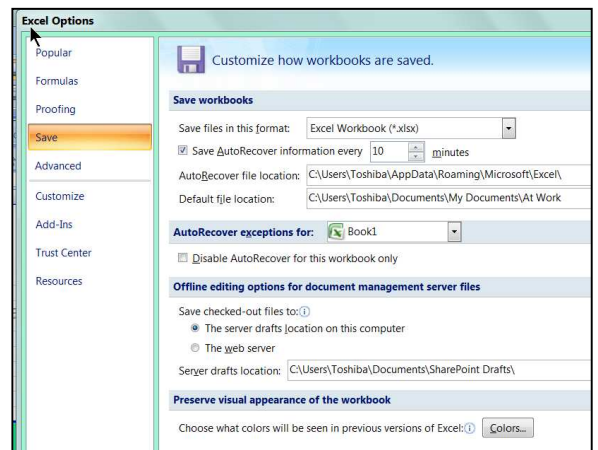 Excel Options
Popular
Formulas
Proofing
Save
Advanced
Customize
Add-Ins
Trust Center
Resources
Customize how workbooks are saved.
Save workbooks
Save files in this format: Excel Workbook (*.xlsx)
Save AutoRecover information every 10 minutes
AutoRecover file location: C:\Users\Toshiba\AppData\Roaming\Microsoft\Excel\
Default file location: C:\Users\Toshiba\Documents\My Documents\At Work
AutoRecover exceptions for: Book1
Disable AutoRecover for this workbook only
Offline editing options for document management server files
Save checked-out files to:
The server drafts location on this computer
The web server
Server drafts location: C:\Users\Toshiba\Documents\SharePoint Drafts\
Preserve visual appearance of the workbook
Choose what colors will be seen in previous versions of Excel: Colors...